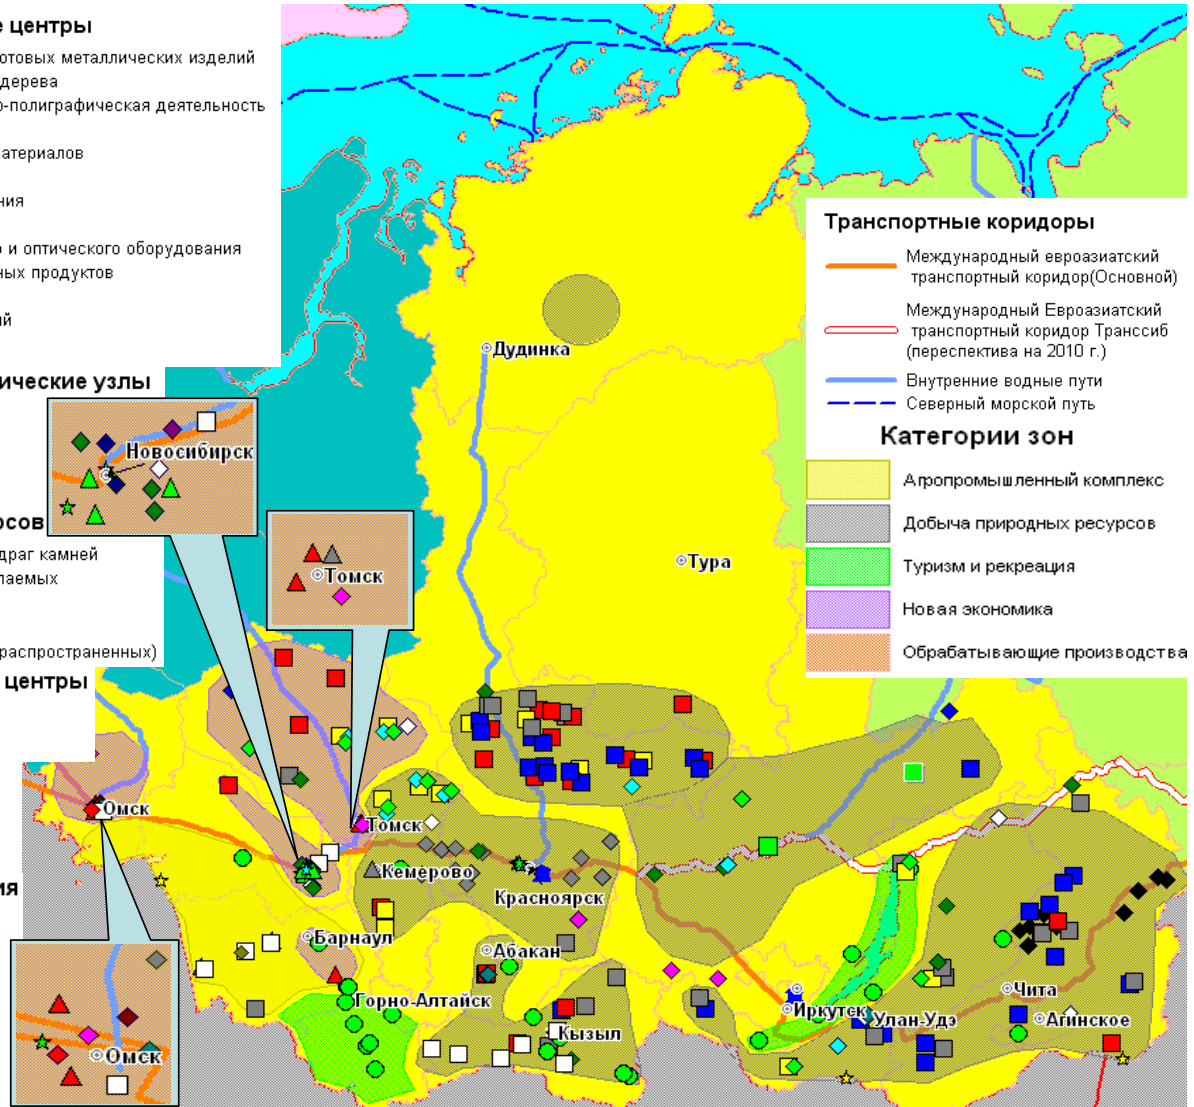 е центры
отовых металлических изделий
дерева
о-полиграфическая деятельность
атериалов
ния
о и оптического оборудования
ных продуктов
ий
ические узлы
рсов
драг камней
паемых
распространенных)
центры
ия
Транспортные коридоры
Международный евроазиатский
транспортный коридор(Основной)
Международный Евроазиатский
транспортный коридор Транссиб
(переспектива на 2010 г.)
Внутренние водные пути
Северный морской путь
Категории зон
Агропромышленный комплекс
Добыча природных ресурсов
Туризм и рекреация
Новая экономика
Обрабатывающие производства
Дудинка
Новосибирск
Томск
Тура
Омск
Томск
Кемерово
Красноярск
Барнаул
Абакан
Горно-Алтайск
Кызыл
Иркутск
Улан-Удэ
Чита
Агинское
Омск